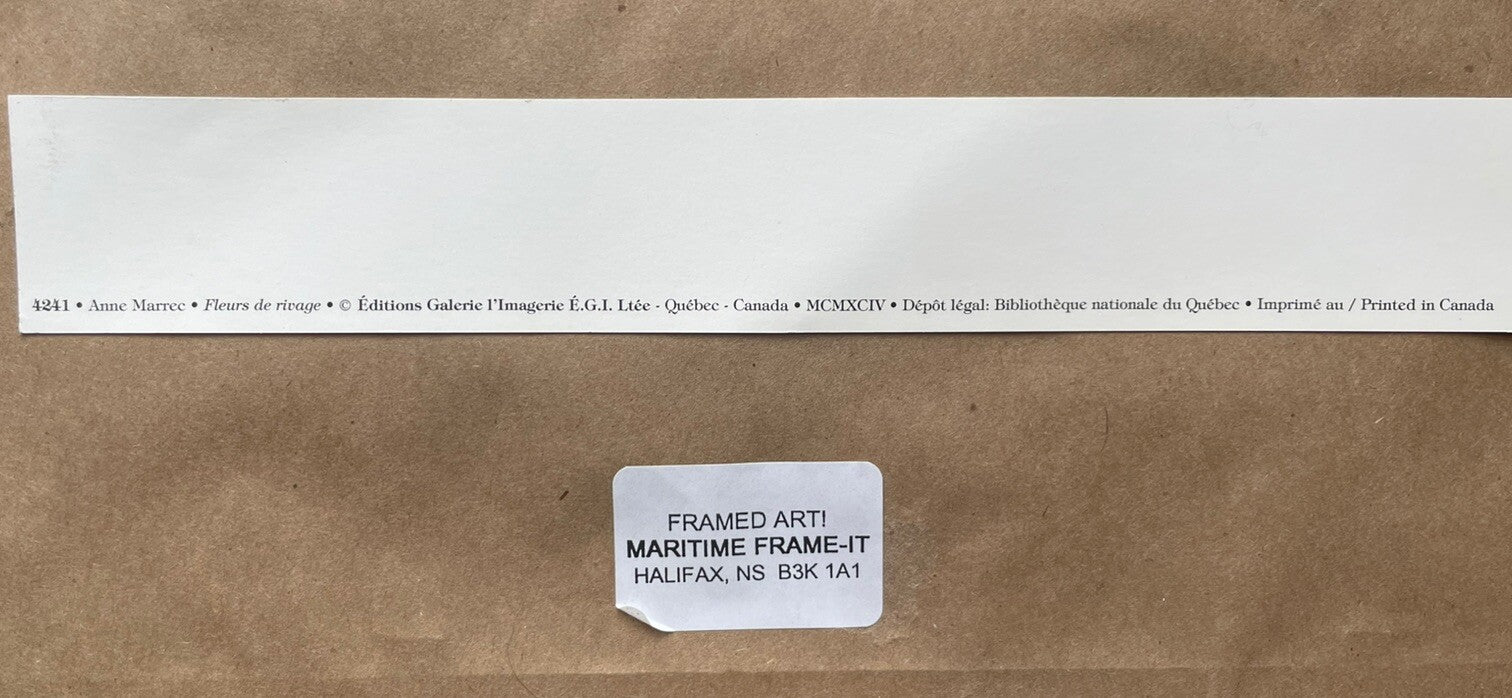 4241 • Anne Marrec • Fleurs de rivage • © Éditions Galerie l'Imagerie É.G.I. Ltée - Québec - Canada • MCMXCIV • Dépôt légal: Bibliothèque nationale du Québec • Imprimé au / Printed in Canada
FRAMED ART!
MARITIME FRAME-IT
HALIFAX, NS B3K 1A1